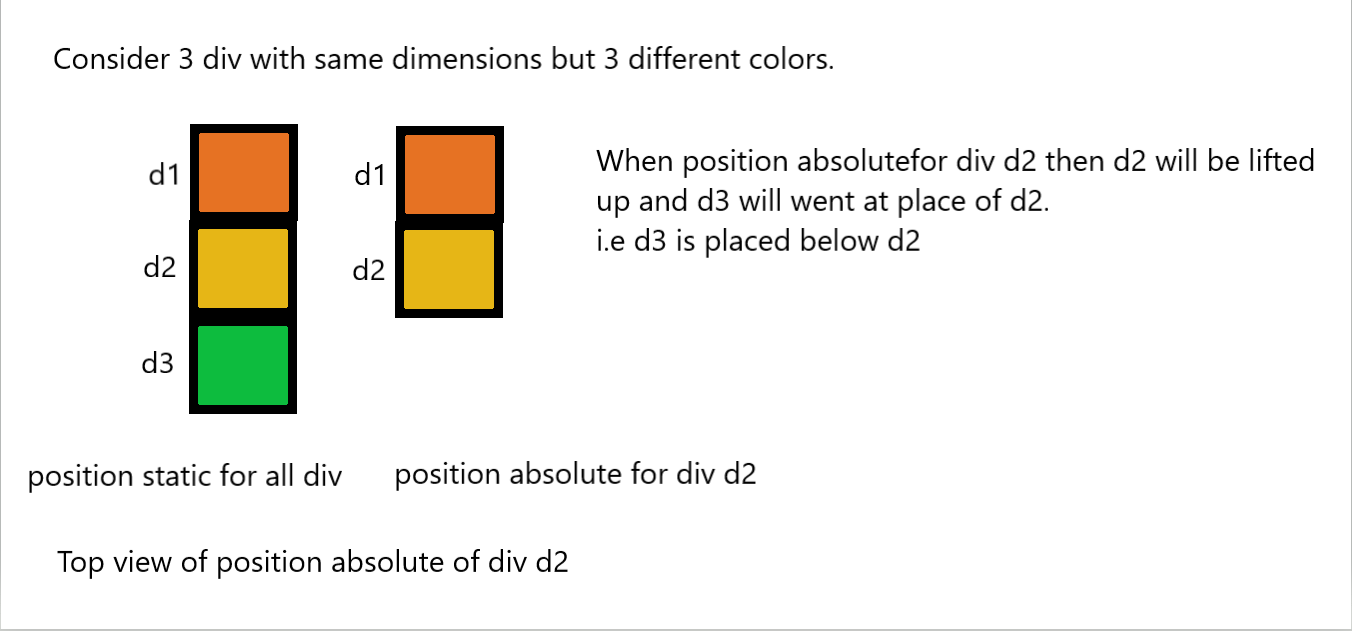 Consider 3 div with same dimensions but 3 different colors.
d1
d2
d3
d1
d2
When position absolutefor div d2 then d2 will be lifted
up and d3 will went at place of d2.
i.e d3 is placed below d2
position static for all div
position absolute for div d2
Top view of position absolute of div d2